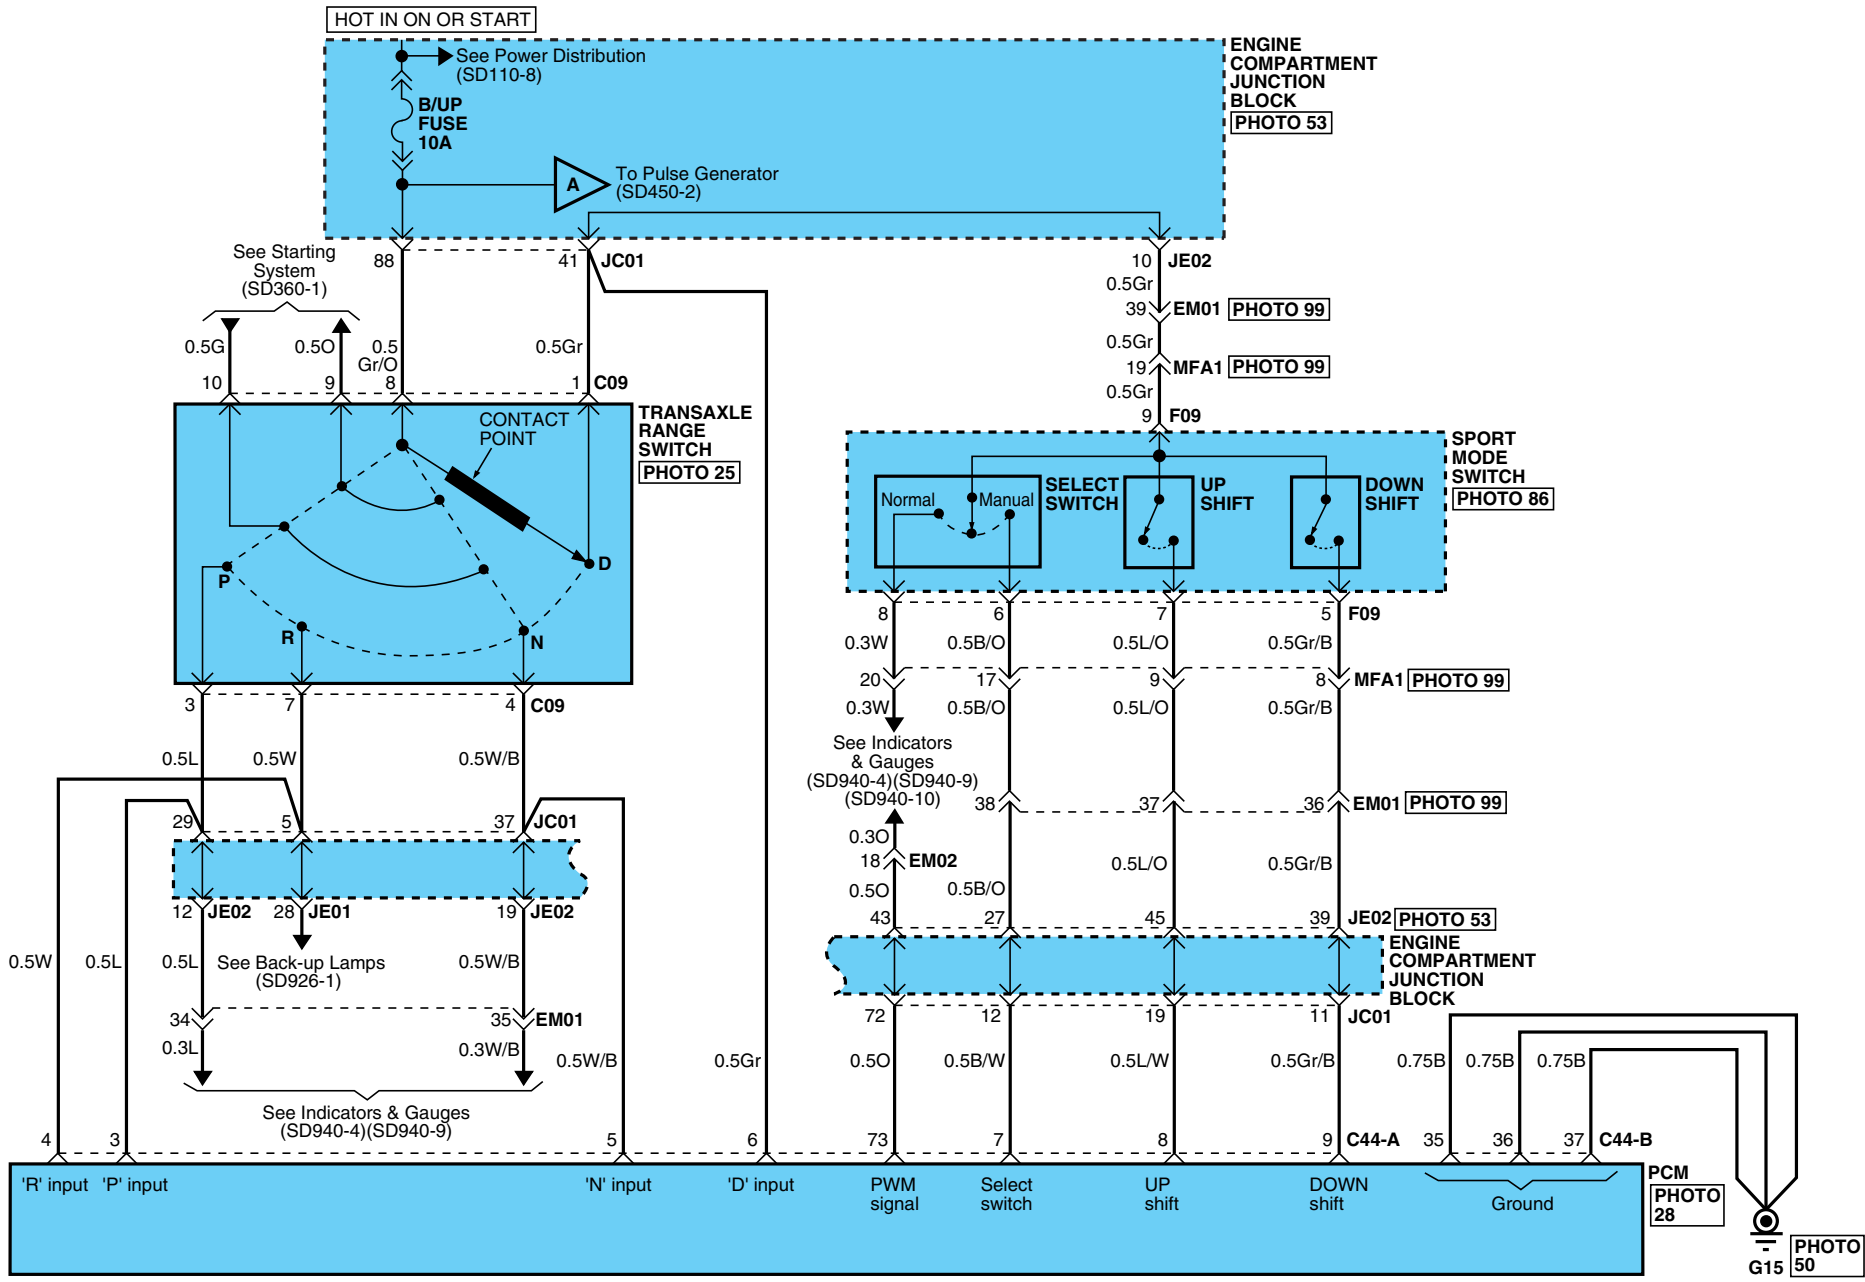 HOT IN ON OR START
See Power Distribution
(SD110-8)
B/UP
FUSE
10A
A
To Pulse Generator
(SD450-2)
ENGINE
COMPARTMENT
JUNCTION
BLOCK
PHOTO 53
See Starting
System
(SD360-1)
88
41 JC01
10 JE02
0.5Gr
39 EM01 PHOTO 99
0.5Gr
19 MFA1 PHOTO 99
0.5Gr
9 F09
0.5G
0.5O
0.5
Gr/O
0.5Gr
10
9
8
1 C09
CONTACT
POINT
P
R
N
D
TRANSAXLE
RANGE
SWITCH
PHOTO 25
Normal
Manual
SELECT
SWITCH
UP
SHIFT
DOWN
SHIFT
SPORT
MODE
SWITCH
PHOTO 86
8
6
7
5 F09
0.3W
0.5B/O
0.5L/O
0.5Gr/B
20
17
9
8 MFA1 PHOTO 99
0.3W
0.5B/O
0.5L/O
0.5Gr/B
See Indicators
& Gauges
(SD940-4)(SD940-9)
(SD940-10)
38
37
36 EM01 PHOTO 99
0.3O
18 EM02
0.5O
0.5B/O
0.5L/O
0.5Gr/B
43
27
45
39 JE02 PHOTO 53
ENGINE
COMPARTMENT
JUNCTION
BLOCK
72
12
19
11 JC01
0.5O
0.5B/W
0.5L/W
0.5Gr/B
3
7
4 C09
0.5L
0.5W
0.5W/B
29
5
37 JC01
12 JE02
28 JE01
19 JE02
0.5W
0.5L
0.5L
See Back-up Lamps
(SD926-1)
0.5W/B
34
35 EM01
0.3L
0.3W/B
0.5W/B
0.5Gr
See Indicators & Gauges
(SD940-4)(SD940-9)
0.75B
0.75B
0.75B
4
3
5
6
73
7
8
9 C44-A
35
36
37 C44-B
'R' input
'P' input
'N' input
'D' input
PWM
signal
Select
switch
UP
shift
DOWN
shift
Ground
PCM
PHOTO
28
G15
PHOTO
50